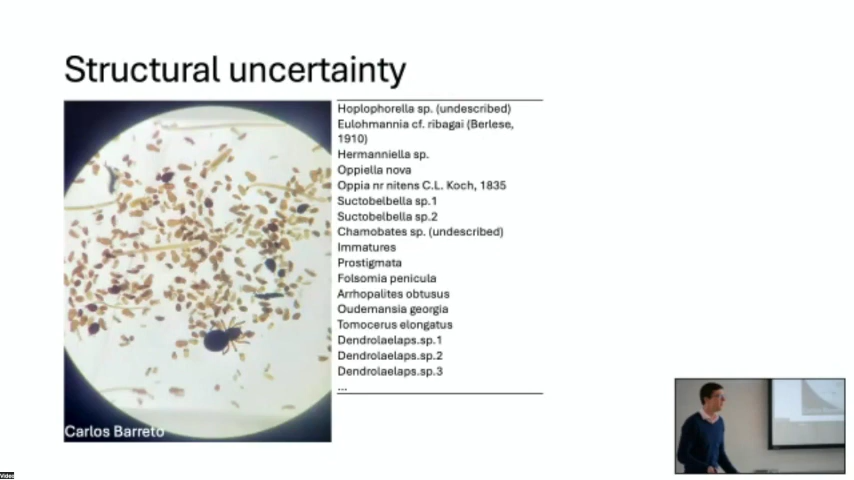 Structural uncertainty
Hoplophorella sp. (undescribed)
Eulohmannia cf. ribagai (Berlese,
1910)
Hermanniella sp.
Oppiella nova
Oppia nr nitens C.L. Koch, 1835
Suctobelbella sp.1
Suctobelbella sp.2
Chamobates sp. (undescribed)
Immatures
Prostigmata
Folsomia penicula
Arrhopalites obtusus
Oudemansia georgia
Tomocerus elongatus
Dendrolaelaps.sp.1
Dendrolaelaps.sp.2
Dendrolaelaps.sp.3
...
Carlos Barreto
Video